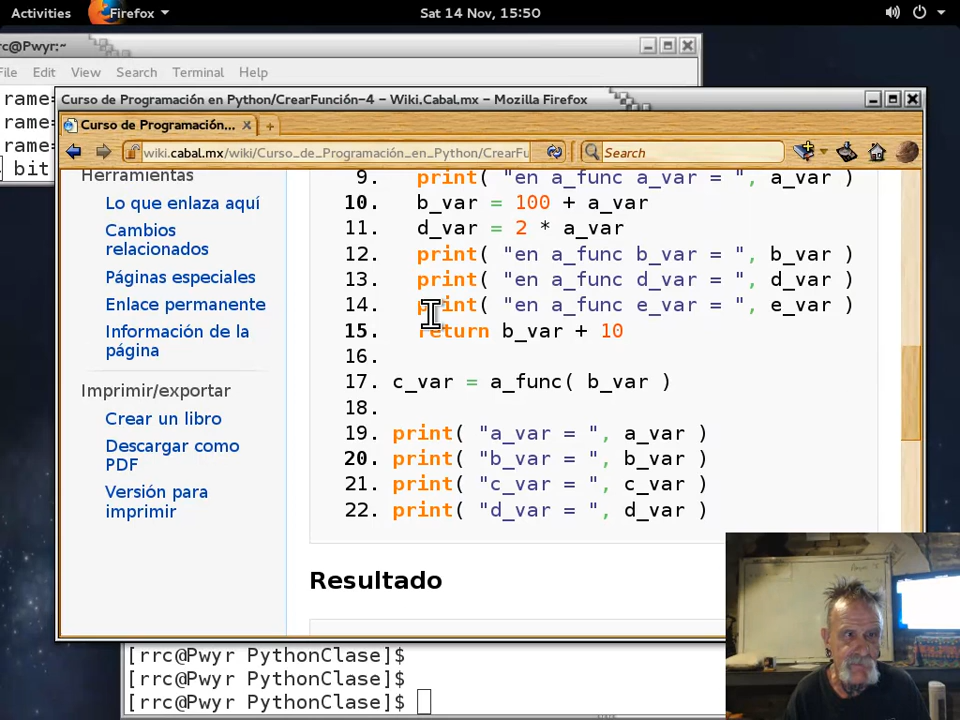 Activities Firefox Sat 14 Nov, 15:50
rc@Pwyr:~
File Edit View Search Terminal Help
rame=
rame=
rame=
bit
Curso de Programación en Python/CrearFunción-4 – Wiki.Cabal.mx – Mozilla Firefox
Curso de Programación...
wiki.cabal.mx/wiki/Curso_de_Programación_en_Python/CrearFu Search
Herramientas
Lo que enlaza aquí
Cambios
relacionados
Páginas especiales
Enlace permanente
Información de la
página
Imprimir/exportar
Crear un libro
Descargar como
PDF
Versión para
imprimir
9. print( "en a_func a_var = ", a_var )
10. b_var = 100 + a_var
11. d_var = 2 * a_var
12. print( "en a_func b_var = ", b_var )
13. print( "en a_func d_var = ", d_var )
14. print( "en a_func e_var = ", e_var )
15. return b_var + 10
16.
17. c_var = a_func( b_var )
18.
19. print( "a_var = ", a_var )
20. print( "b_var = ", b_var )
21. print( "c_var = ", c_var )
22. print( "d_var = ", d_var )
Resultado
[rrc@Pwyr PythonClase]$
[rrc@Pwyr PythonClase]$
[rrc@Pwyr PythonClase]$